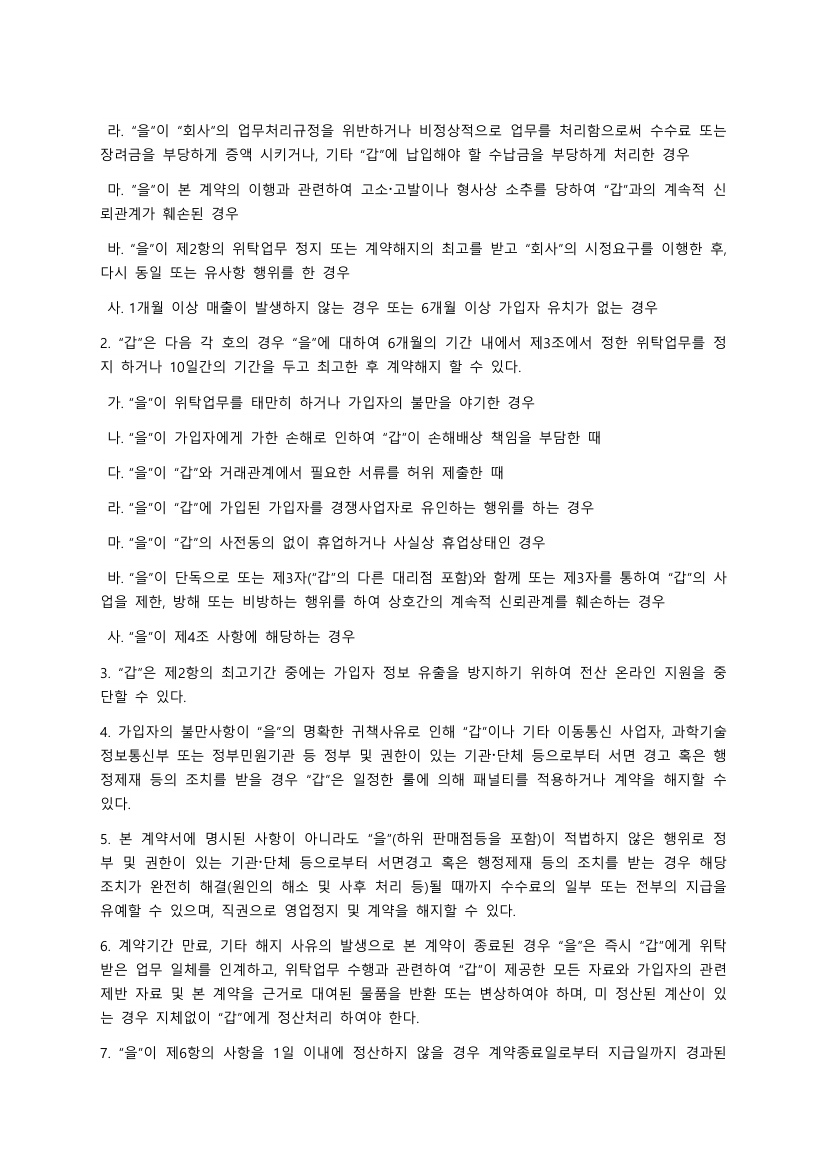 라. "을"이 "회사"의 업무처리규정을 위반하거나 비정상적으로 업무를 처리함으로써 수수료 또는
장려금을 부당하게 증액 시키거나, 기타 "갑"에 납입해야 할 수납금을 부당하게 처리한 경우
마. "을"이 본 계약의 이행과 관련하여 고소·고발이나 형사상 소추를 당하여 "갑"과의 계속적 신
뢰관계가 훼손된 경우
바. "을"이 제2항의 위탁업무 정지 또는 계약해지의 최고를 받고 "회사"의 시정요구를 이행한 후,
다시 동일 또는 유사항 행위를 한 경우
사. 1개월 이상 매출이 발생하지 않는 경우 또는 6개월 이상 가입자 유치가 없는 경우
2. "갑"은 다음 각 호의 경우 "을"에 대하여 6개월의 기간 내에서 제3조에서 정한 위탁업무를 정
지 하거나 10일간의 기간을 두고 최고한 후 계약해지 할 수 있다.
가. "을"이 위탁업무를 태만히 하거나 가입자의 불만을 야기한 경우
나. "을"이 가입자에게 가한 손해로 인하여 "갑"이 손해배상 책임을 부담한 때
다. "을"이 "갑"와 거래관계에서 필요한 서류를 허위 제출한 때
라. "을"이 "갑"에 가입된 가입자를 경쟁사업자로 유인하는 행위를 하는 경우
마. "을"이 "갑"의 사전동의 없이 휴업하거나 사실상 휴업상태인 경우
바. "을"이 단독으로 또는 제3자("갑"의 다른 대리점 포함)와 함께 또는 제3자를 통하여 "갑"의 사
업을 제한, 방해 또는 비방하는 행위를 하여 상호간의 계속적 신뢰관계를 훼손하는 경우
사. "을"이 제4조 사항에 해당하는 경우
3. "갑"은 제2항의 최고기간 중에는 가입자 정보 유출을 방지하기 위하여 전산 온라인 지원을 중
단할 수 있다.
4. 가입자의 불만사항이 "을"의 명확한 귀책사유로 인해 "갑"이나 기타 이동통신 사업자, 과학기술
정보통신부 또는 정부민원기관 등 정부 및 권한이 있는 기관·단체 등으로부터 서면 경고 혹은 행
정제재 등의 조치를 받을 경우 "갑"은 일정한 룰에 의해 패널티를 적용하거나 계약을 해지할 수
있다.
5. 본 계약서에 명시된 사항이 아니라도 "을"(하위 판매점등을 포함)이 적법하지 않은 행위로 정
부 및 권한이 있는 기관·단체 등으로부터 서면경고 혹은 행정제재 등의 조치를 받는 경우 해당
조치가 완전히 해결(원인의 해소 및 사후 처리 등)될 때까지 수수료의 일부 또는 전부의 지급을
유예할 수 있으며, 직권으로 영업정지 및 계약을 해지할 수 있다.
6. 계약기간 만료, 기타 해지 사유의 발생으로 본 계약이 종료된 경우 "을"은 즉시 "갑"에게 위탁
받은 업무 일체를 인계하고, 위탁업무 수행과 관련하여 "갑"이 제공한 모든 자료와 가입자의 관련
제반 자료 및 본 계약을 근거로 대여된 물품을 반환 또는 변상하여야 하며, 미 정산된 계산이 있
는 경우 지체없이 "갑"에게 정산처리 하여야 한다.
7. "을"이 제6항의 사항을 1일 이내에 정산하지 않을 경우 계약종료일로부터 지급일까지 경과된